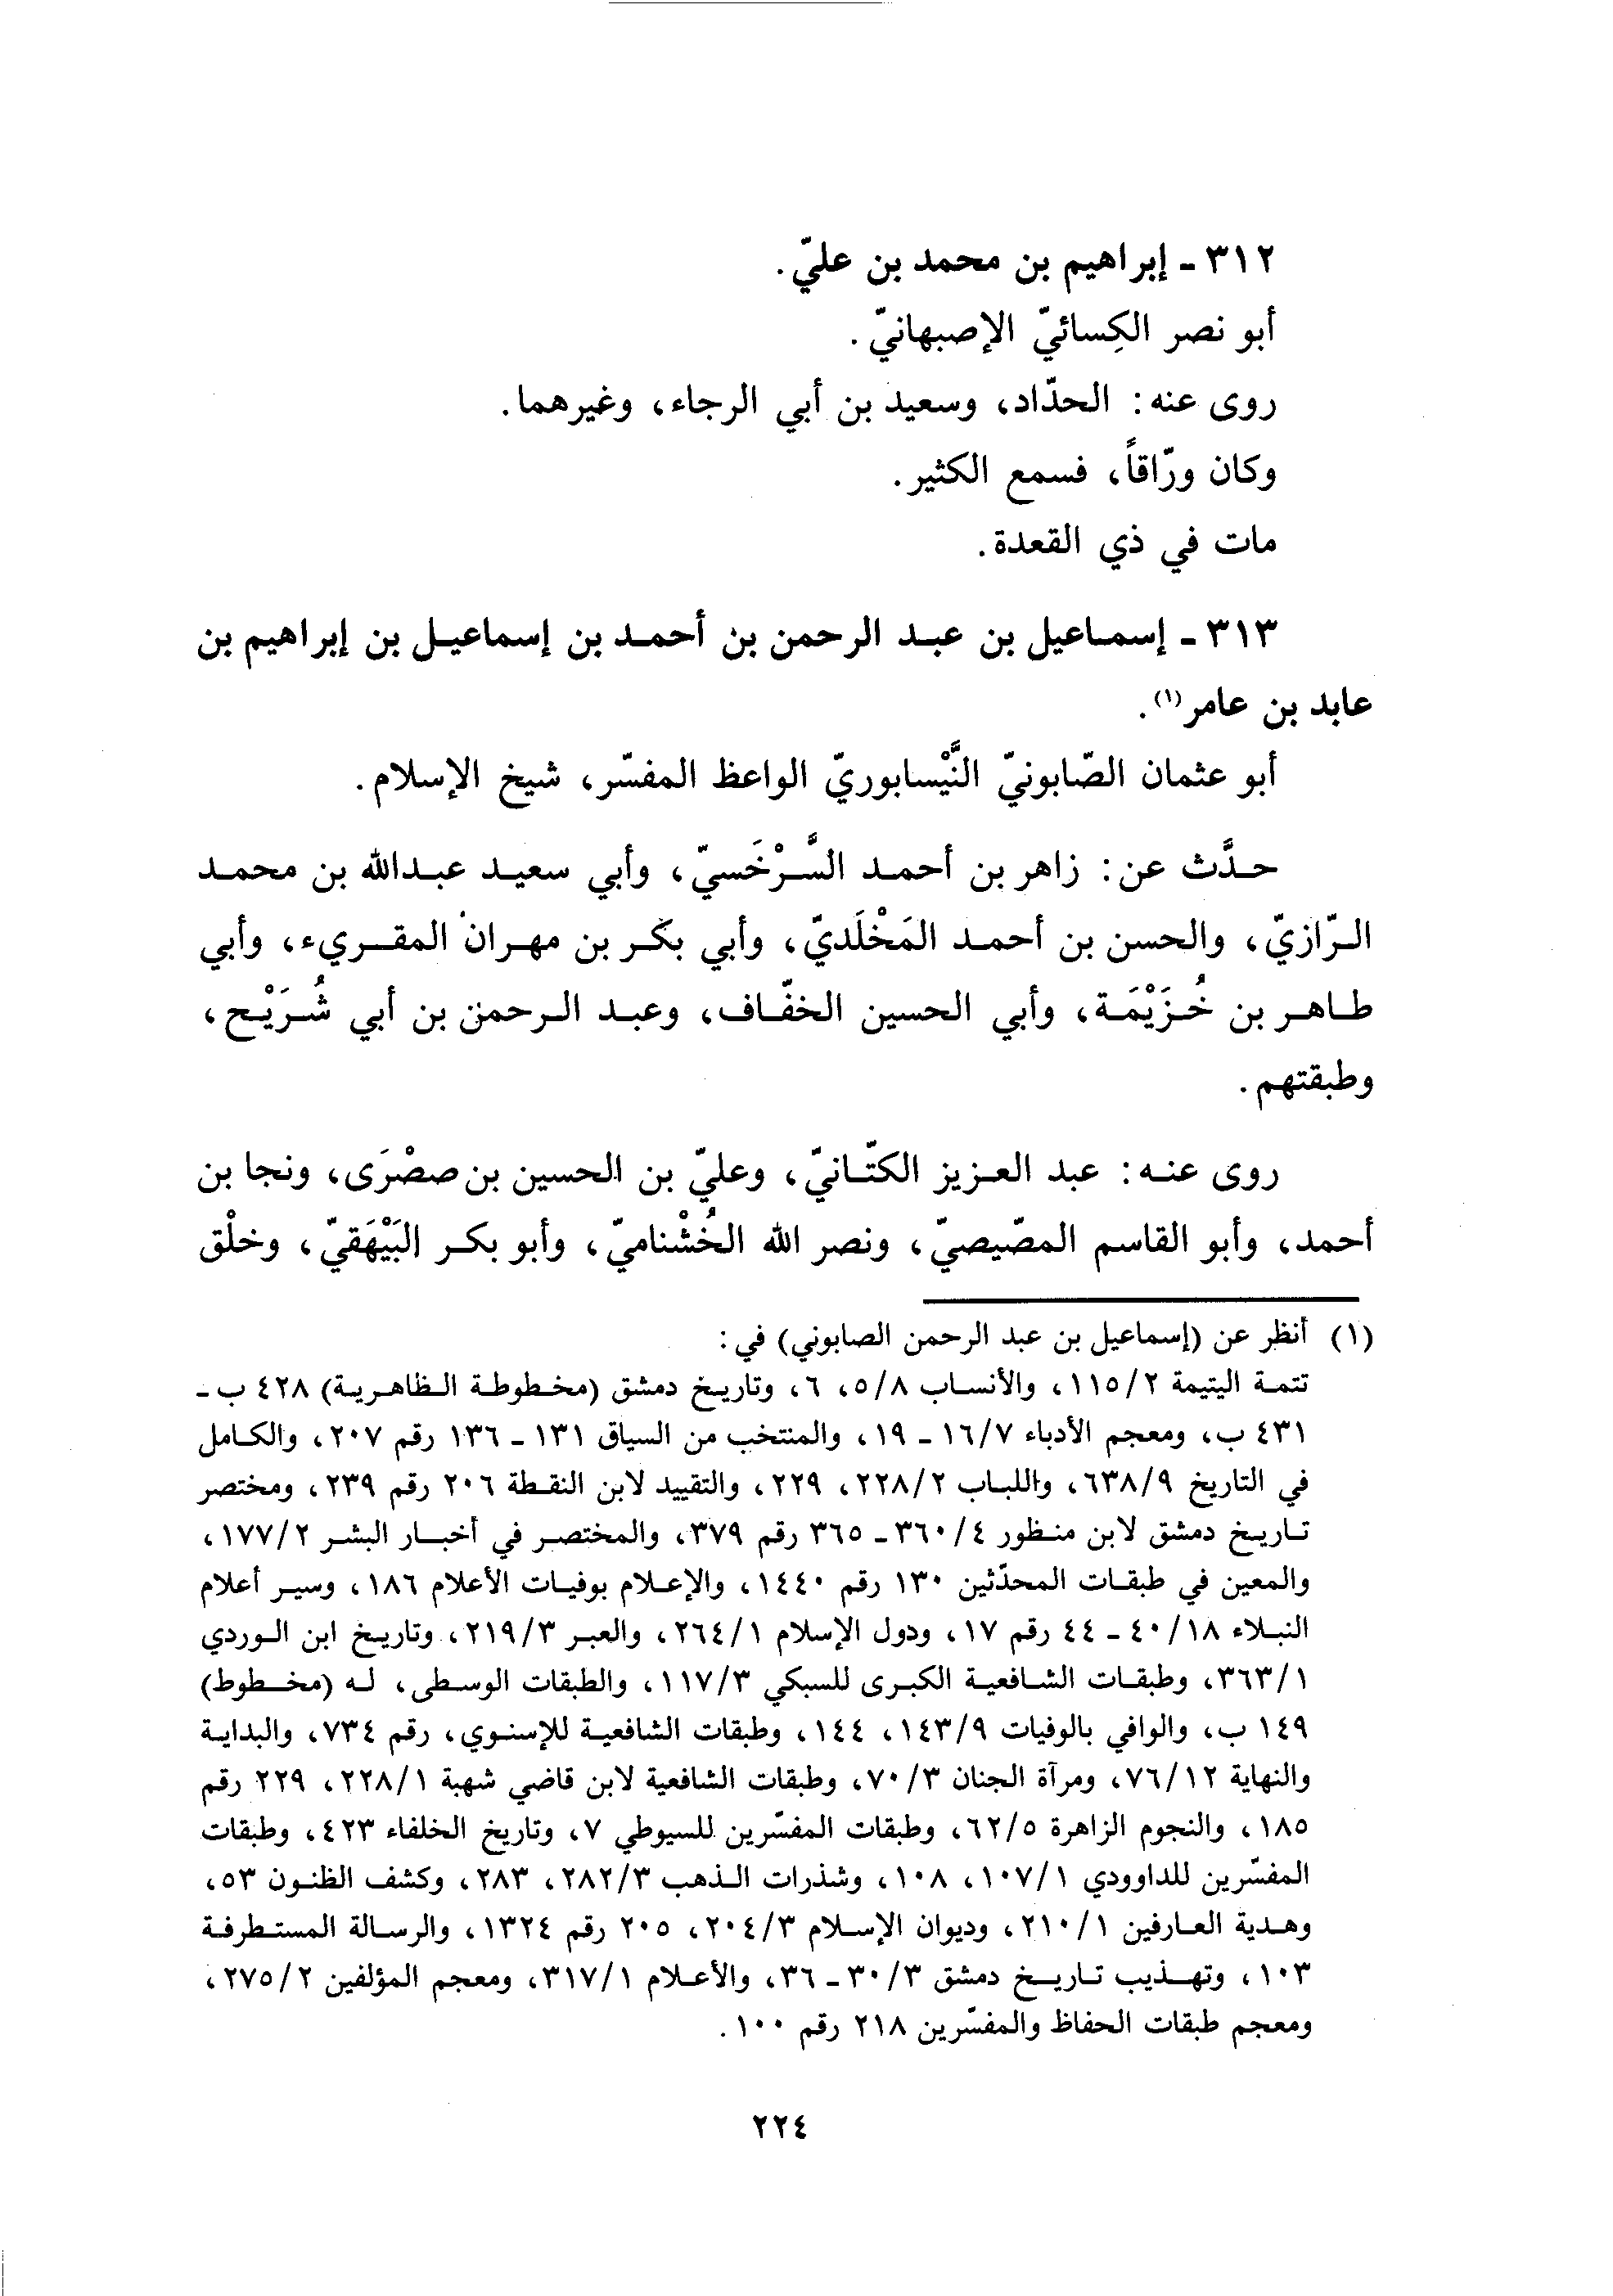 ٣١٢ - إبراهيم بن محمد بن عليّ.
أبو نصر الكِسائيّ الإصبهانيّ.
روى عنه: الحدّاد، وسعيد بن أبي الرجاء، وغيرهما.
وكان ورّاقاً، فسمع الكثير.
مات في ذي القعدة.
٣١٣ - إسماعيل بن عبد الرحمن بن أحمد بن إسماعيل بن إبراهيم بن
عابد بن عامر(١).
أبو عثمان الصّابونيّ النَّيْسابوريّ الواعظ المفسّر، شيخ الإسلام.
حدَّث عن: زاهر بن أحمد السَّرْخَسيّ، وأبي سعيد عبدالله بن محمد
الرّازيّ، والحسن بن أحمد المَخْلَديّ، وأبي بكر بن مهران المقريء، وأبي
طاهر بن خُزَيْمَة، وأبي الحسين الخفّاف، وعبد الرحمن بن أبي شُرَيْح،
وطبقتهم.
روى عنه: عبد العزيز الكتّانيّ، وعليّ بن الحسين بن صصْرَى، ونجا بن
أحمد، وأبو القاسم المصّيصيّ، ونصر الله الخُشْناميّ، وأبو بكر البَيْهَقيّ، وخلْق
(١) أنظر عن (إسماعيل بن عبد الرحمن الصابوني) في:
تتمة اليتيمة ١١٥/٢، والأنساب ٥/٨، ٦، وتاريخ دمشق (مخطوطة الظاهرية) ٤٢٨ ب -
٤٣١ ب، ومعجم الأدباء ١٦/٧ - ١٩، والمنتخب من السياق ١٣١ - ١٣٦ رقم ٢٠٧، والكامل
في التاريخ ٦٣٨/٩، واللباب ٢٢٨/٢، ٢٢٩، والتقييد لابن النقطة ٢٠٦ رقم ٢٣٩، ومختصر
تاريخ دمشق لابن منظور ٣٦٠/٤ - ٣٦٥ رقم ٣٧٩، والمختصر في أخبار البشر ١٧٧/٢،
والمعين في طبقات المحدّثين ١٣٠ رقم ١٤٤٠، والإعلام بوفيات الأعلام ١٨٦، وسير أعلام
النبلاء ٤٠/١٨ - ٤٤ رقم ١٧، ودول الإسلام ٢٦٤/١، والعبر ٢١٩/٣، وتاريخ ابن الوردي
٣٦٣/١، وطبقات الشافعية الكبرى للسبكي ١١٧/٣، والطبقات الوسطى، له (مخطوط)
١٤٩ ب، والوافي بالوفيات ١٤٣/٩، ١٤٤، وطبقات الشافعية للإسنوي، رقم ٧٣٤، والبداية
والنهاية ٧٦/١٢، ومرآة الجنان ٧٠/٣، وطبقات الشافعية لابن قاضي شهبة ٢٢٨/١، ٢٢٩ رقم
١٨٥، والنجوم الزاهرة ٦٢/٥، وطبقات المفسّرين للسيوطي ٧، وتاريخ الخلفاء ٤٢٣، وطبقات
المفسّرين للداوودي ١٠٧/١، ١٠٨، وشذرات الذهب ٢٨٢/٣، ٢٨٣، وكشف الظنون ٥٣،
وهدية العارفين ٢١٠/١، وديوان الإسلام ٢٠٤/٣، ٢٠٥ رقم ١٣٢٤، والرسالة المستطرفة
١٠٣، وتهذيب تاريخ دمشق ٣٠/٣ - ٣٦، والأعلام ٣١٧/١، ومعجم المؤلفين ٢٧٥/٢،
ومعجم طبقات الحفاظ والمفسّرين ٢١٨ رقم ١٠٠.
٢٢٤